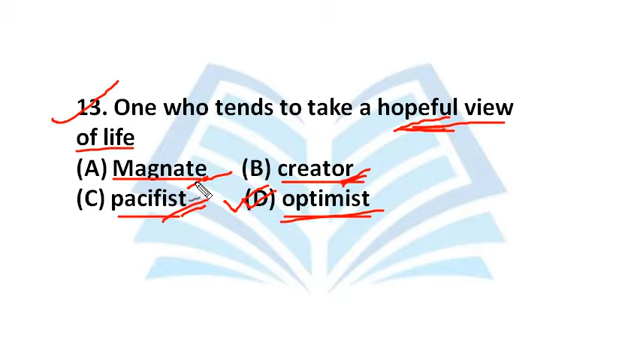 13. One who tends to take a hopeful view
of life
(A) Magnate (B) creator
(C) pacifist (D) optimist